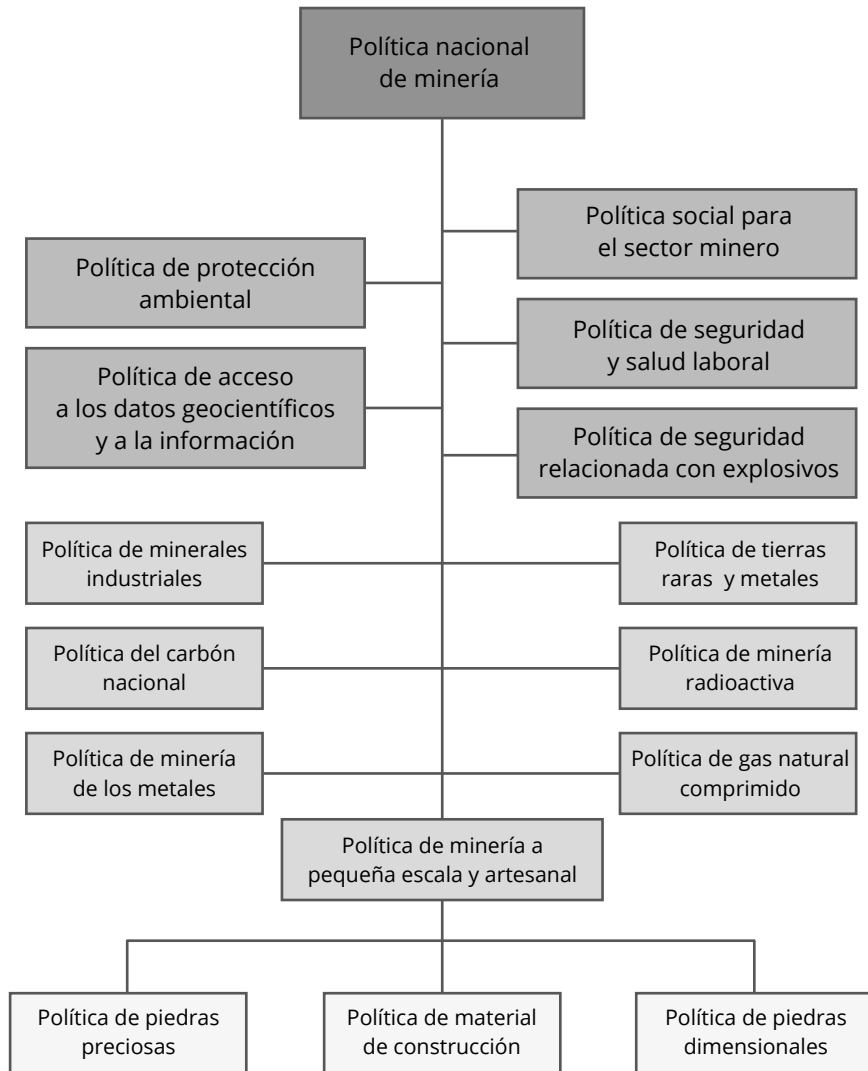 Política nacional
de minería
Política social para
el sector minero
Política de protección
ambiental
Política de seguridad
y salud laboral
Política de acceso
a los datos geocientíficos
y a la información
Política de seguridad
relacionada con explosivos
Política de minerales
industriales
Política de tierras
raras y metales
Política del carbón
nacional
Política de minería
radioactiva
Política de minería
de los metales
Política de gas natural
comprimido
Política de minería a
pequeña escala y artesanal
Política de piedras
preciosas
Política de material
de construcción
Política de piedras
dimensionales